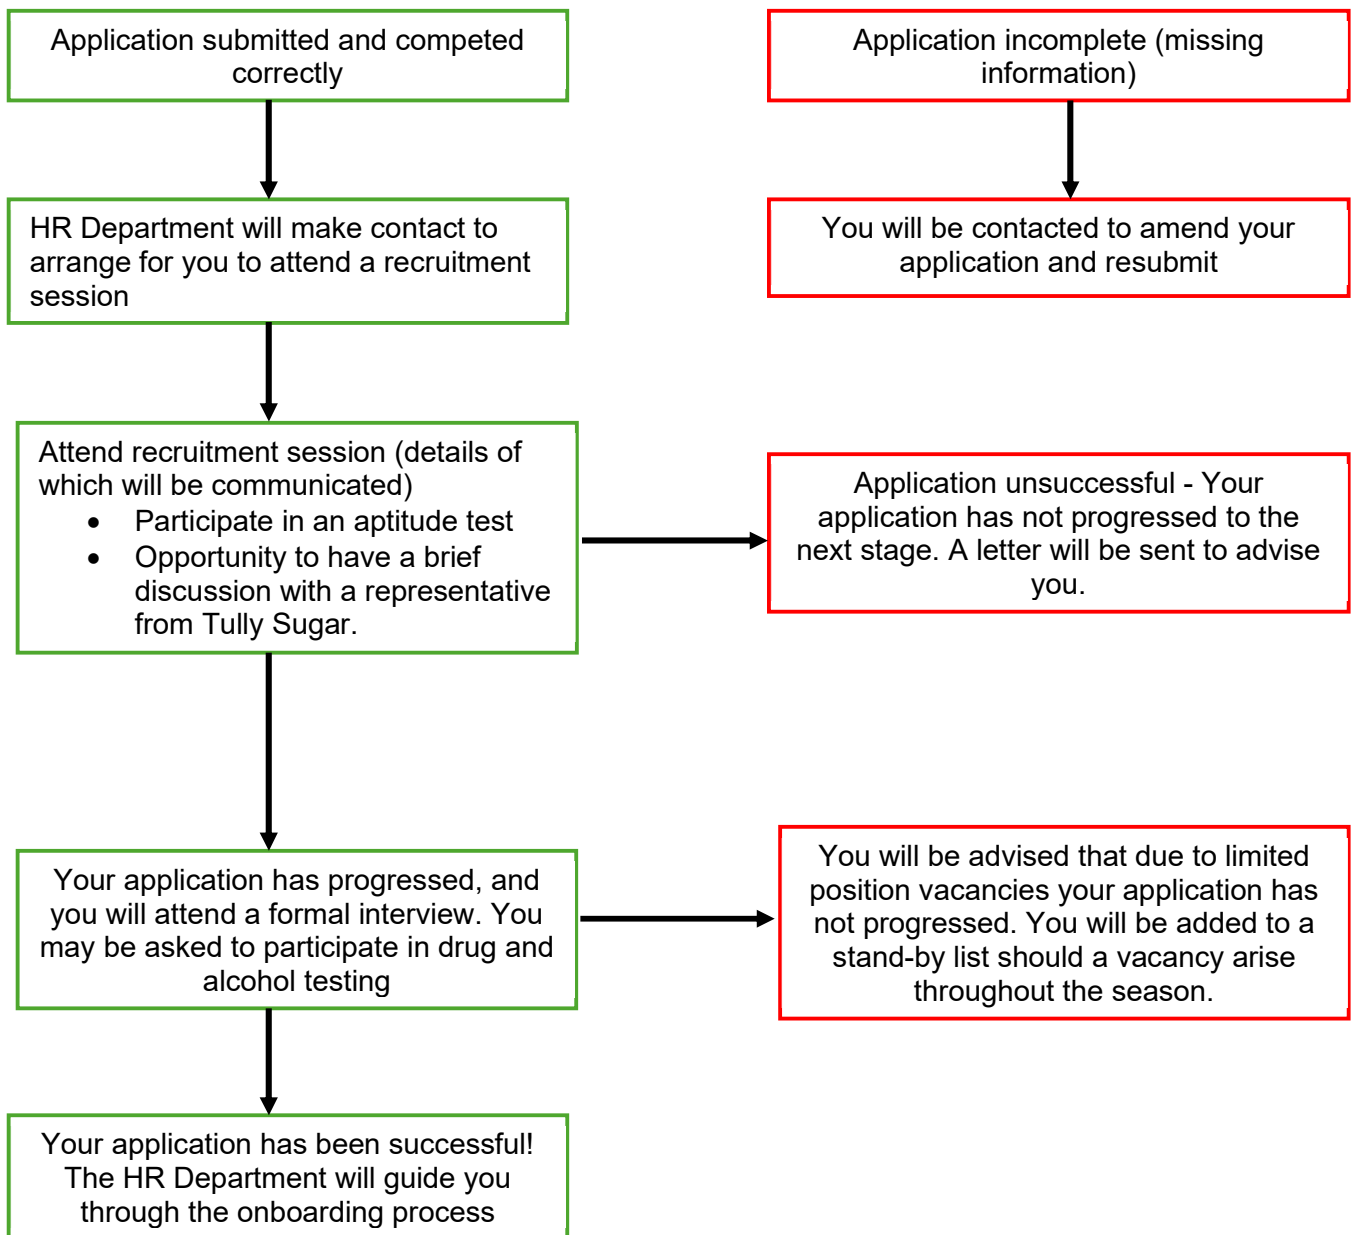 Application submitted and competed
correctly
Application incomplete (missing
information)
HR Department will make contact to
arrange for you to attend a recruitment
session
You will be contacted to amend your
application and resubmit
Attend recruitment session (details of
which will be communicated)
• Participate in an aptitude test
• Opportunity to have a brief
discussion with a representative
from Tully Sugar.
Application unsuccessful - Your
application has not progressed to the
next stage. A letter will be sent to advise
you.
Your application has progressed, and
you will attend a formal interview. You
may be asked to participate in drug and
alcohol testing
You will be advised that due to limited
position vacancies your application has
not progressed. You will be added to a
stand-by list should a vacancy arise
throughout the season.
Your application has been successful!
The HR Department will guide you
through the onboarding process